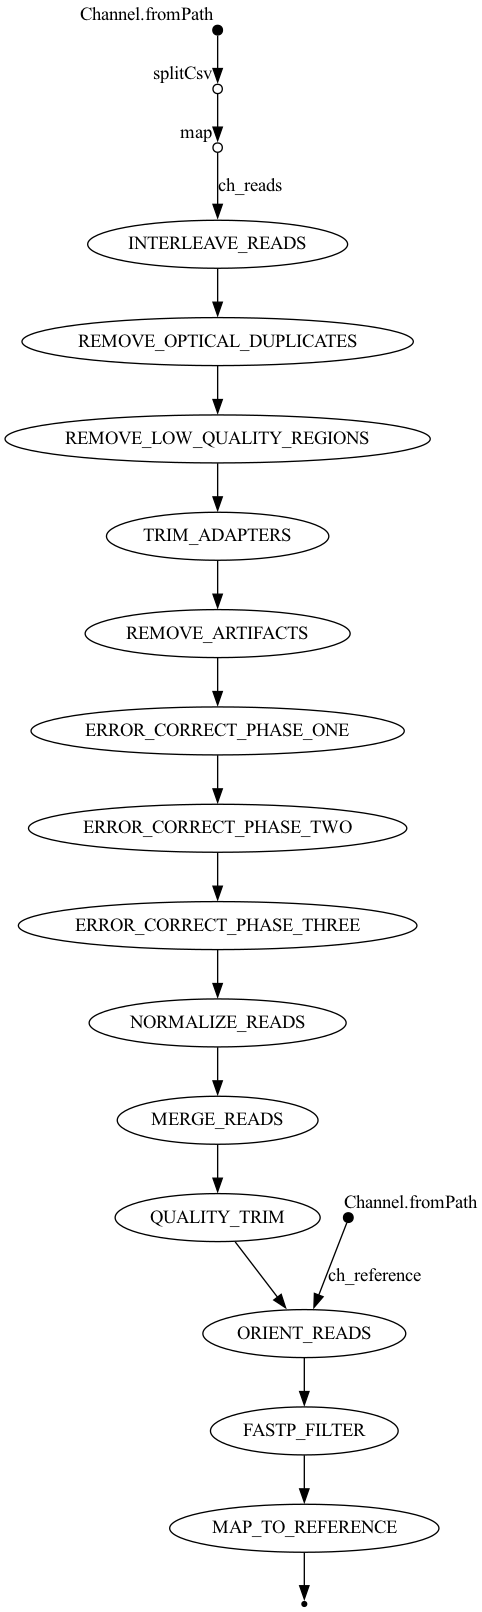 Channel.fromPath
splitCsv
map
ch_reads
INTERLEAVE_READS
REMOVE_OPTICAL_DUPLICATES
REMOVE_LOW_QUALITY_REGIONS
TRIM_ADAPTERS
REMOVE_ARTIFACTS
ERROR_CORRECT_PHASE_ONE
ERROR_CORRECT_PHASE_TWO
ERROR_CORRECT_PHASE_THREE
NORMALIZE_READS
MERGE_READS
Channel.fromPath
QUALITY_TRIM
ch_reference
ORIENT_READS
FASTP_FILTER
MAP_TO_REFERENCE